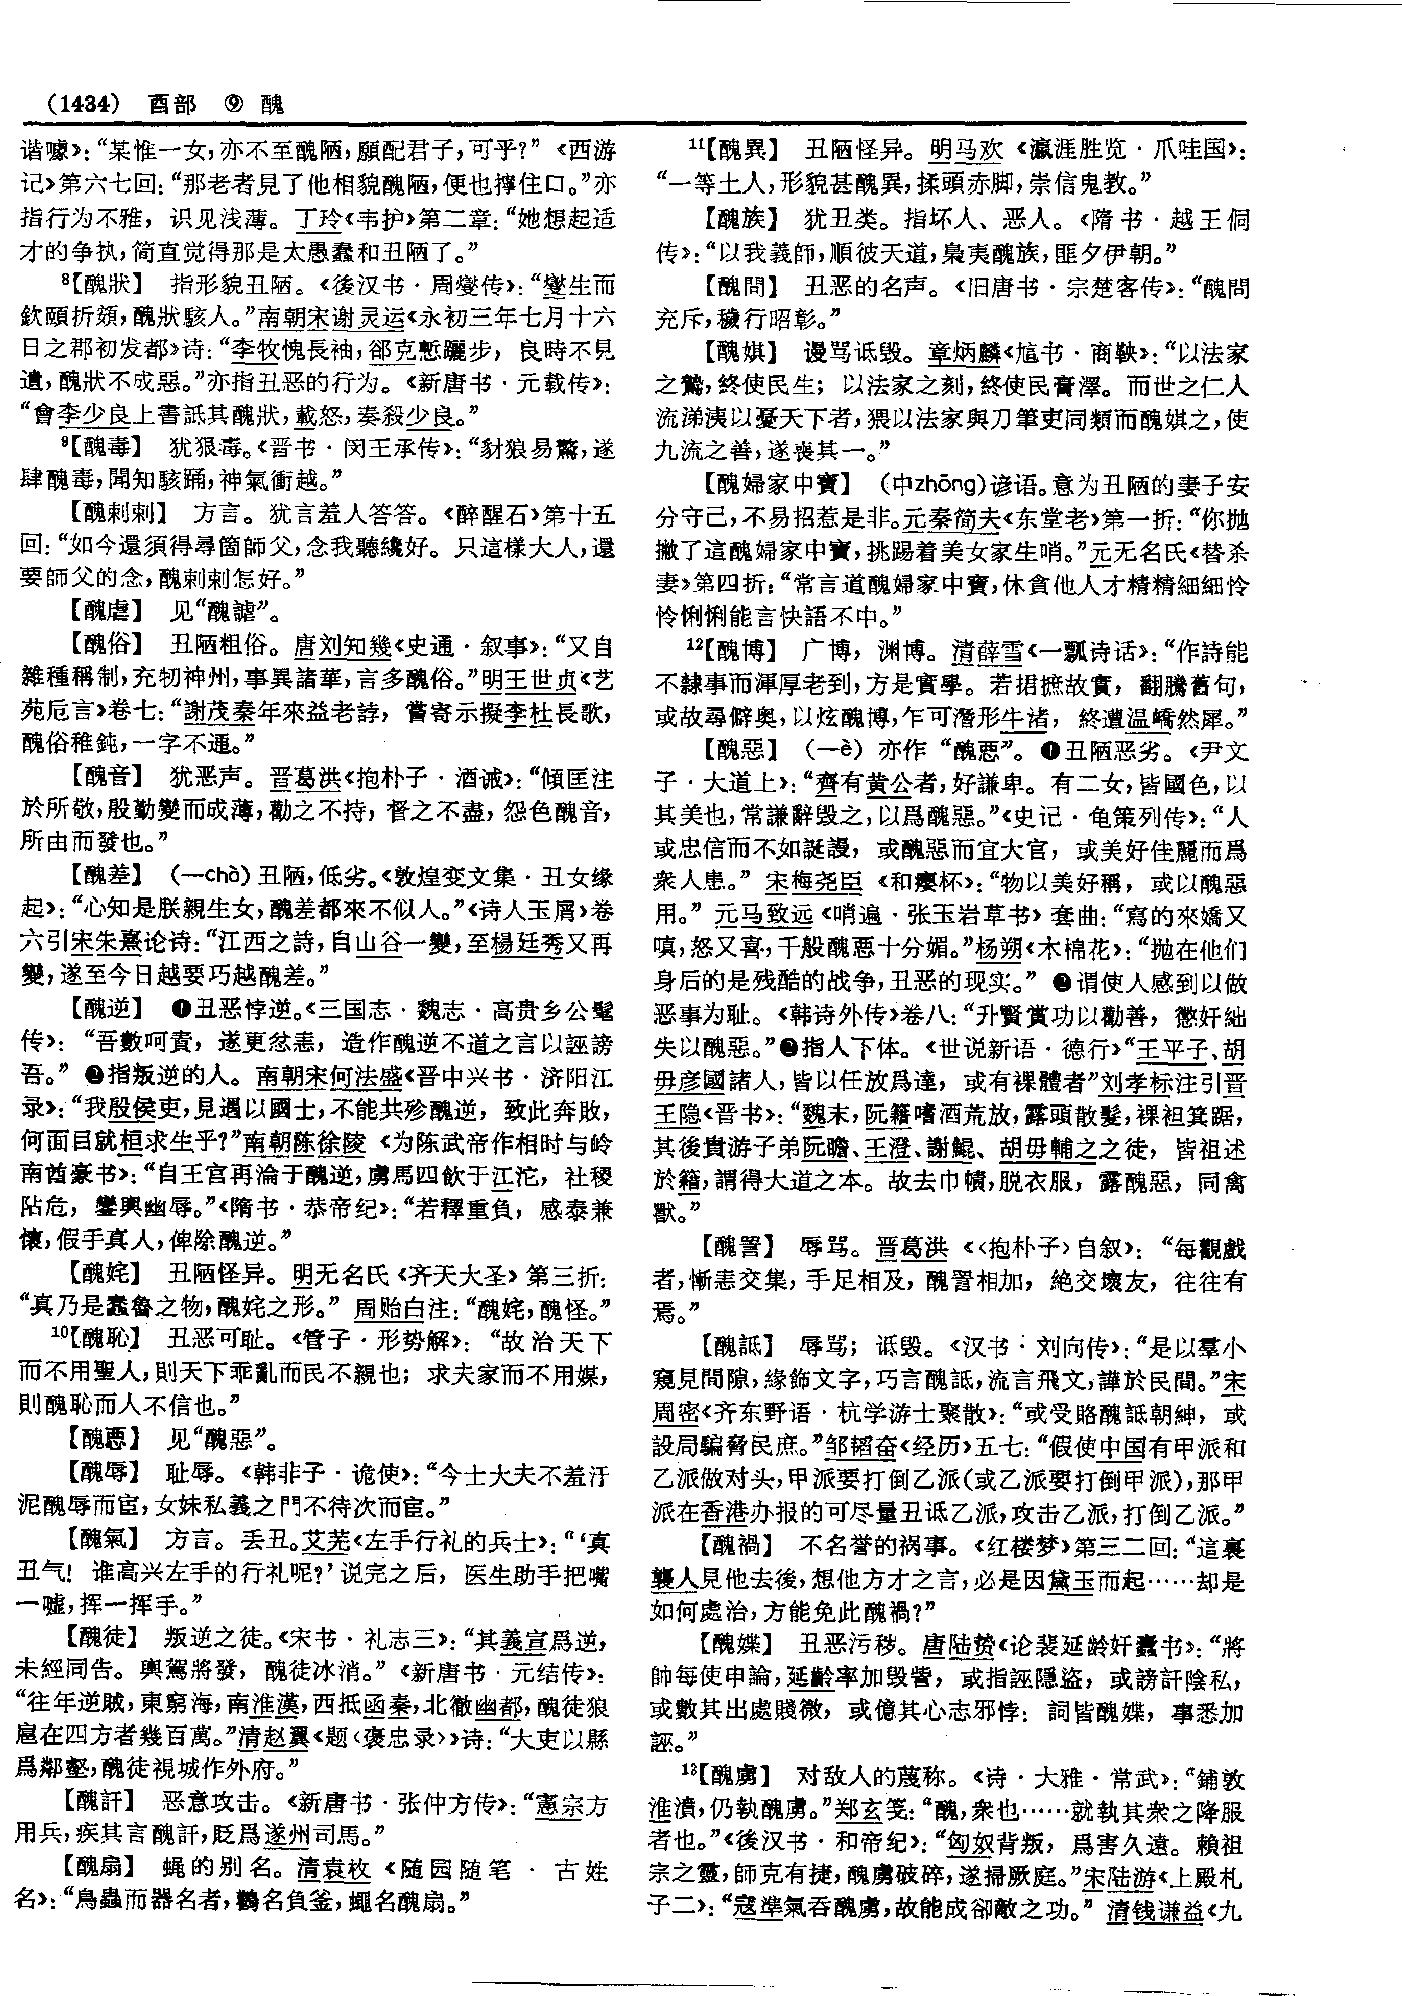 (1434) 酉部 ⑨ 醜
谐噱》：“某惟一女，亦不至醜陋，願配君子，可乎？”《西游
记》第六七回：“那老者見了他相貌醜陋，便也擰住口。”亦
指行为不雅，识见浅薄。丁玲《韦护》第二章：“她想起适
才的争执，简直觉得那是太愚蠢和丑陋了。”
⁸【醜狀】 指形貌丑陋。《後汉书·周燮传》：“燮生而
欽頤折頞，醜狀駭人。”南朝宋谢灵运《永初三年七月十六
日之郡初发都》诗：“李牧愧長袖，郤克慙躧步，良時不見
遺，醜狀不成惡。”亦指丑恶的行为。《新唐书·元载传》：
“會李少良上書詆其醜狀，載怒，奏殺少良。”
⁹【醜毒】 犹狠毒。《晋书·闵王承传》：“豺狼易驚，遂
肆醜毒，聞知駭踊，神氣衝越。”
【醜剌剌】 方言。犹言羞人答答。《醉醒石》第十五
回：“如今還須得尋箇師父，念我聽纔好。只這樣大人，還
要師父的念，醜剌剌怎好。”
【醜虐】 见“醜謔”。
【醜俗】 丑陋粗俗。唐刘知幾《史通·叙事》：“又自
雜種稱制，充牣神州，事異諸華，言多醜俗。”明王世贞《艺
苑卮言》卷七：“謝茂秦年來益老誖，嘗寄示擬李杜長歌，
醜俗稚鈍，一字不通。”
【醜音】 犹恶声。晋葛洪《抱朴子·酒诫》：“傾匡注
於所敬，殷勤變而成薄，勸之不持，督之不盡，怨色醜音，
所由而發也。”
【醜差】 （—chà）丑陋，低劣。《敦煌变文集·丑女缘
起》：“心知是朕親生女，醜差都來不似人。”《诗人玉屑》卷
六引宋朱熹论诗：“江西之詩，自山谷一變，至楊廷秀又再
變，遂至今日越要巧越醜差。”
【醜逆】 ❶丑恶悖逆。《三国志·魏志·高贵乡公髦
传》：“吾數呵責，遂更忿恚，造作醜逆不道之言以誣謗
吾。”❷指叛逆的人。南朝宋何法盛《晋中兴书·济阳江
录》：“我殷侯吏，見遇以國士，不能共殄醜逆，致此奔敗，
何面目就桓求生乎？”南朝陈徐陵《为陈武帝作相时与岭
南酋豪书》：“自王宫再淪于醜逆，虜馬四飲于江沱，社稷
阽危，鑾輿幽辱。”《隋书·恭帝纪》：“若釋重負，感泰兼
懷，假手真人，俾除醜逆。”
【醜姹】 丑陋怪异。明无名氏《齐天大圣》第三折：
“真乃是蠢魯之物，醜姹之形。”周贻白注：“醜姹，醜怪。”
¹⁰【醜恥】 丑恶可耻。《管子·形势解》：“故治天下
而不用聖人，則天下乖亂而民不親也；求夫家而不用媒，
則醜恥而人不信也。”
【醜恶】 见“醜惡”。
【醜辱】 耻辱。《韩非子·诡使》：“今士大夫不羞汙
泥醜辱而宦，女妹私義之門不待次而宦。”
【醜氣】 方言。丢丑。艾芜《左手行礼的兵士》：“‘真
丑气！谁高兴左手的行礼呢？’说完之后，医生助手把嘴
一嘘，挥一挥手。”
【醜徒】 叛逆之徒。《宋书·礼志三》：“其義宣爲逆，
未經同告。輿駕將發，醜徒冰消。”《新唐书·元结传》：
“往年逆賊，東窮海，南淮漢，西抵函秦，北徹幽都，醜徒狼
扈在四方者幾百萬。”清赵翼《题〈褒忠录〉》诗：“大吏以縣
爲鄰壑，醜徒視城作外府。”
【醜訐】 恶意攻击。《新唐书·张仲方传》：“憲宗方
用兵，疾其言醜訐，貶爲遂州司馬。”
【醜扇】 蝇的别名。清袁枚《随园随笔·古姓
名》：“鳥蟲而器名者，鸛名負釜，蠅名醜扇。”
¹¹【醜異】 丑陋怪异。明马欢《瀛涯胜览·爪哇国》：
“一等土人，形貌甚醜異，揉頭赤脚，崇信鬼教。”
【醜族】 犹丑类。指坏人、恶人。《隋书·越王侗
传》：“以我義師，順彼天道，梟夷醜族，匪夕伊朝。”
【醜問】 丑恶的名声。《旧唐书·宗楚客传》：“醜問
充斥，穢行昭彰。”
【醜娸】 谩骂诋毁。章炳麟《訄书·商鞅》：“以法家
之鷙，終使民生；以法家之刻，終使民膏澤。而世之仁人
流涕洟以憂天下者，猥以法家與刀筆吏同類而醜娸之，使
九流之善，遂喪其一。”
【醜婦家中寶】 （中zhōng）谚语。意为丑陋的妻子安
分守己，不易招惹是非。元秦简夫《东堂老》第一折：“你抛
撇了這醜婦家中寶，挑踢着美女家生哨。”元无名氏《替杀
妻》第四折：“常言道醜婦家中寶，休貪他人才精精細細怜
怜悧悧能言快語不中。”
¹²【醜博】 广博，渊博。清薛雪《一瓢诗话》：“作詩能
不隸事而渾厚老到，方是實學。若捃摭故實，翻騰舊句，
或故尋僻奥，以炫醜博，乍可潛形牛渚，終遭温嶠然犀。”
【醜惡】 （—è）亦作“醜恶”。❶丑陋恶劣。《尹文
子·大道上》：“齊有黄公者，好謙卑。有二女，皆國色，以
其美也，常謙辭毁之，以爲醜惡。”《史记·龟策列传》：“人
或忠信而不如誕謾，或醜惡而宜大官，或美好佳麗而爲
衆人患。”宋梅尧臣《和癭杯》：“物以美好稱，或以醜惡
用。”元马致远《哨遍·张玉岩草书》套曲：“寫的來嬌又
嗔，怒又喜，千般醜恶十分媚。”杨朔《木棉花》：“抛在他们
身后的是残酷的战争，丑恶的现实。”❷谓使人感到以做
恶事为耻。《韩诗外传》卷八：“升賢賞功以勸善，懲奸絀
失以醜惡。”❸指人下体。《世说新语·德行》“王平子、胡
毋彦國諸人，皆以任放爲達，或有裸體者”刘孝标注引晋
王隐《晋书》：“魏末，阮籍嗜酒荒放，露頭散髮，裸袒箕踞，
其後貴游子弟阮瞻、王澄、謝鯤、胡毋輔之之徒，皆祖述
於籍，謂得大道之本。故去巾幘，脱衣服，露醜惡，同禽
獸。”
【醜詈】 辱骂。晋葛洪《〈抱朴子〉自叙》：“每觀戲
者，慚恚交集，手足相及，醜詈相加，絶交壞友，往往有
焉。”
【醜詆】 辱骂；诋毁。《汉书·刘向传》：“是以羣小
窺見間隙，緣飾文字，巧言醜詆，流言飛文，譁於民間。”宋
周密《齐东野语·杭学游士聚散》：“或受賂醜詆朝紳，或
設局騙脅民庶。”邹韬奋《经历》五七：“假使中国有甲派和
乙派做对头，甲派要打倒乙派（或乙派要打倒甲派），那甲
派在香港办报的可尽量丑诋乙派，攻击乙派，打倒乙派。”
【醜禍】 不名誉的祸事。《红楼梦》第三二回：“這裏
襲人見他去後，想他方才之言，必是因黛玉而起……却是
如何處治，方能免此醜禍？”
【醜媟】 丑恶污秽。唐陆贽《论裴延龄奸蠹书》：“將
帥每使申論，延齡率加毁訾，或指誣隱盜，或謗訐陰私，
或數其出處賤微，或億其心志邪悖：詞皆醜媟，事悉加
誣。”
¹³【醜虜】 对敌人的蔑称。《诗·大雅·常武》：“鋪敦
淮濆，仍執醜虜。”郑玄笺：“醜，衆也……就執其衆之降服
者也。”《後汉书·和帝纪》：“匈奴背叛，爲害久遠。賴祖
宗之靈，師克有捷，醜虜破碎，遂掃厥庭。”宋陆游《上殿札
子二》：“寇準氣吞醜虜，故能成卻敵之功。”清钱谦益《九